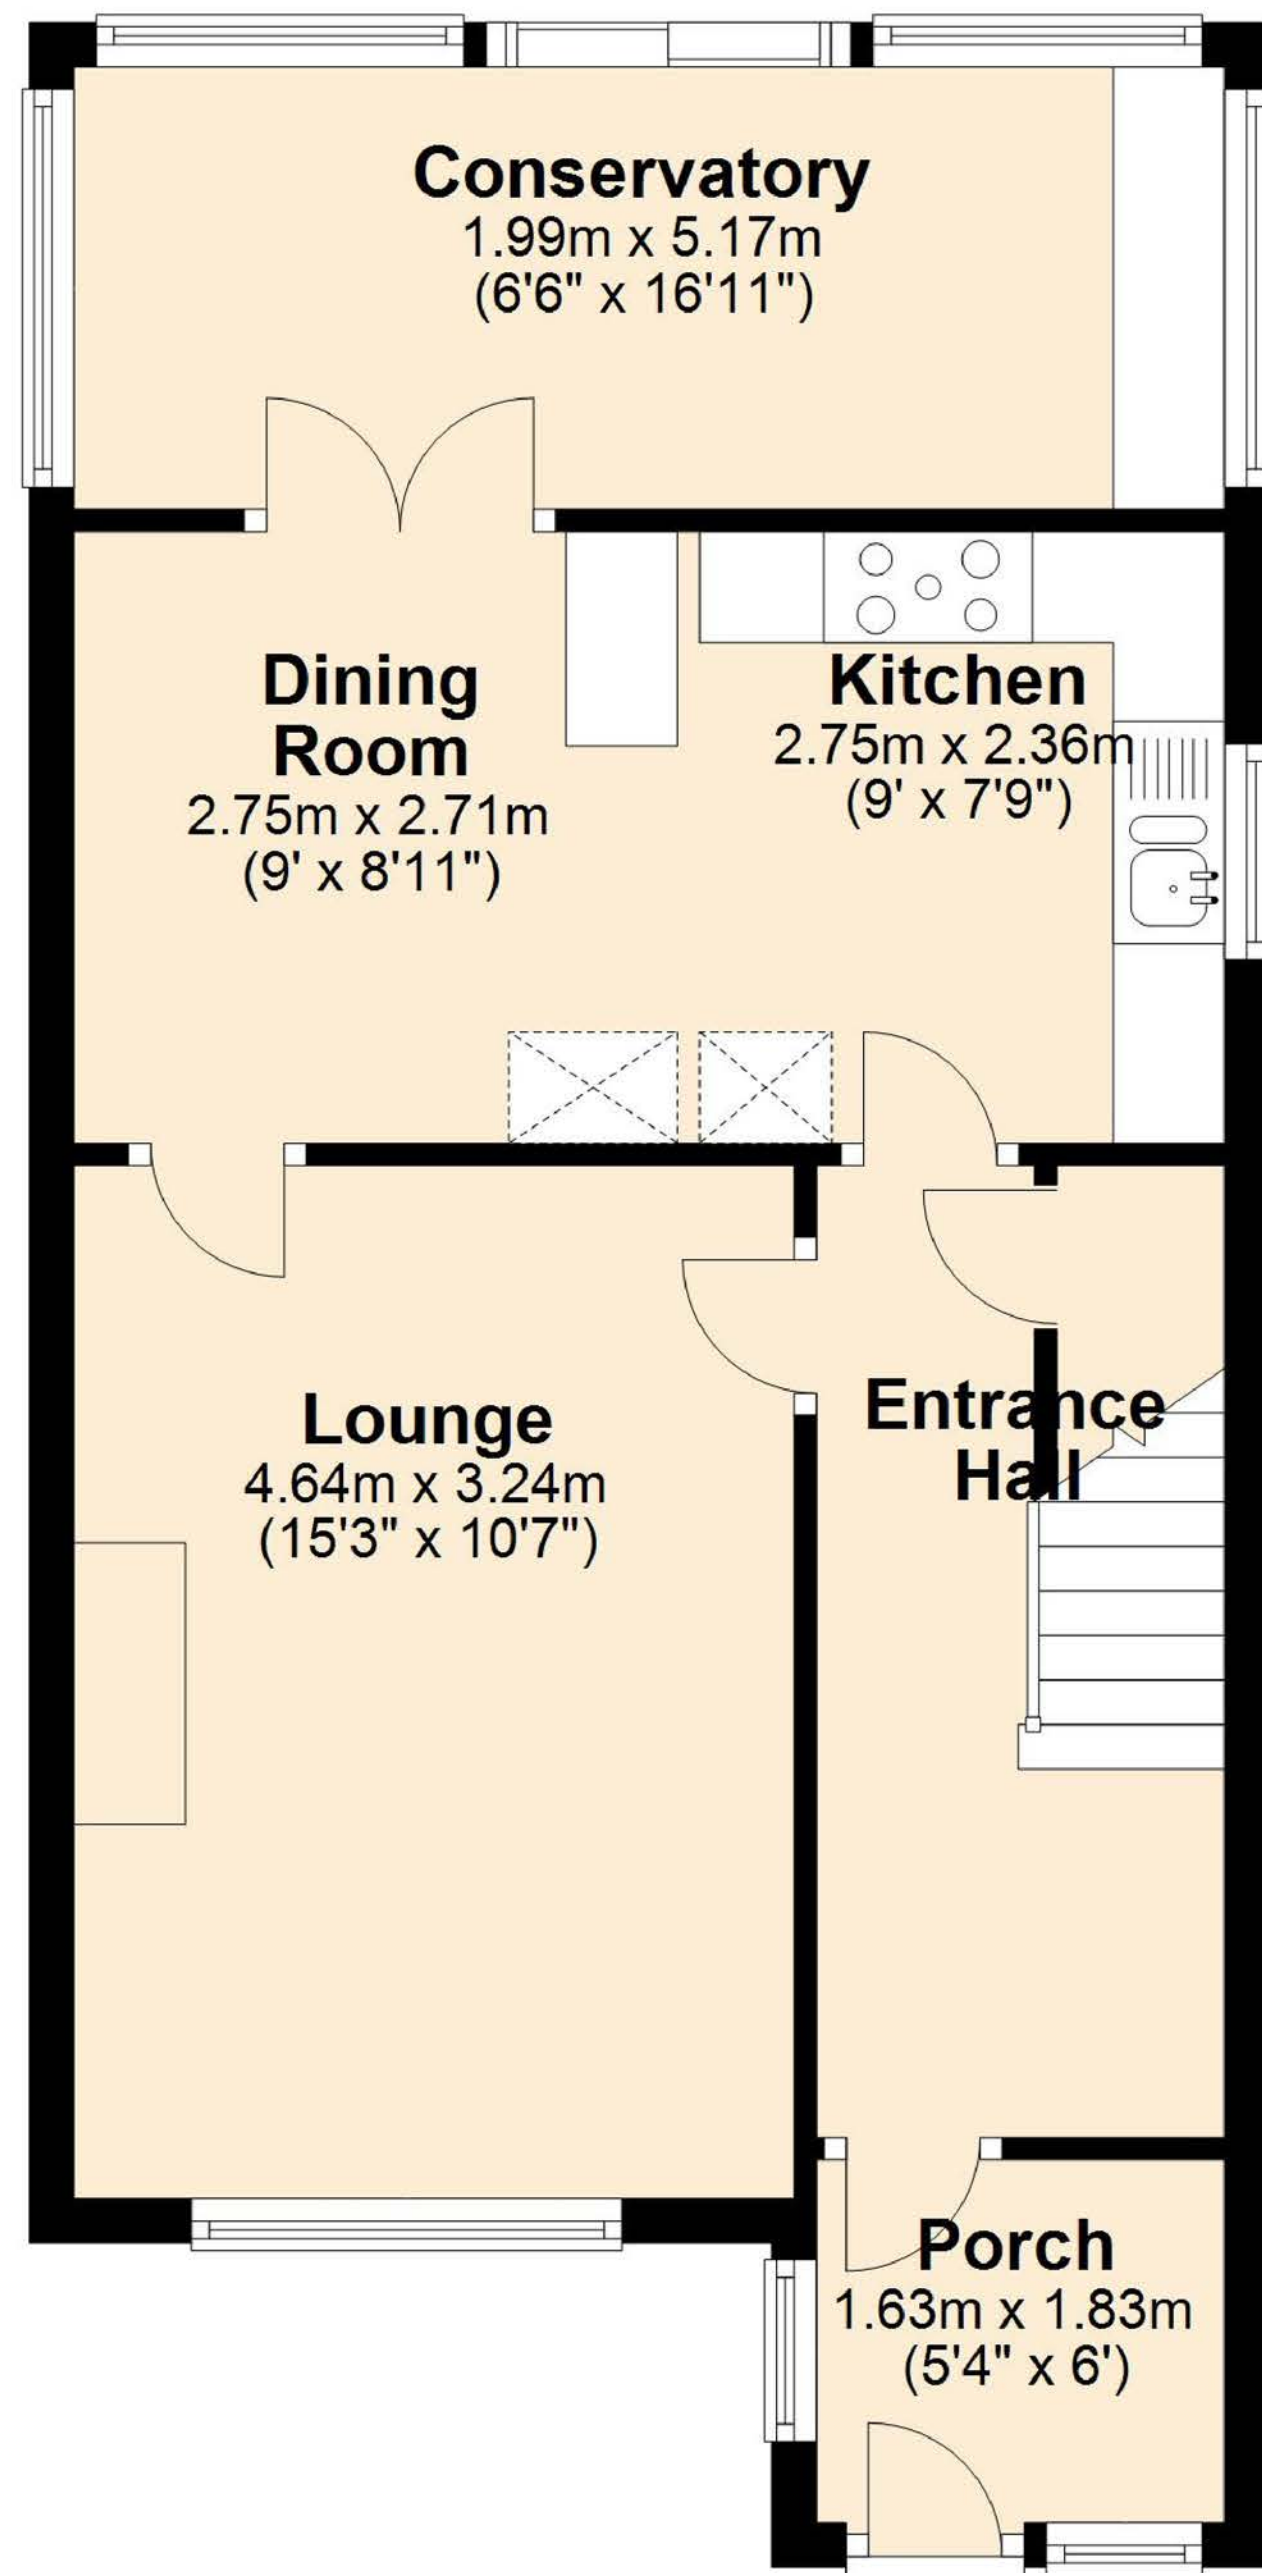 Conservatory
1.99m x 5.17m
(6'6" x 16'11")
Dining
Room
2.75m x 2.71m
(9' x 8'11")
Kitchen
2.75m x 2.36m
(9' x 7'9")
Lounge
4.64m x 3.24m
(15'3" x 10'7")
Entrance
Hall
Porch
1.63m x 1.83m
(5'4" x 6')